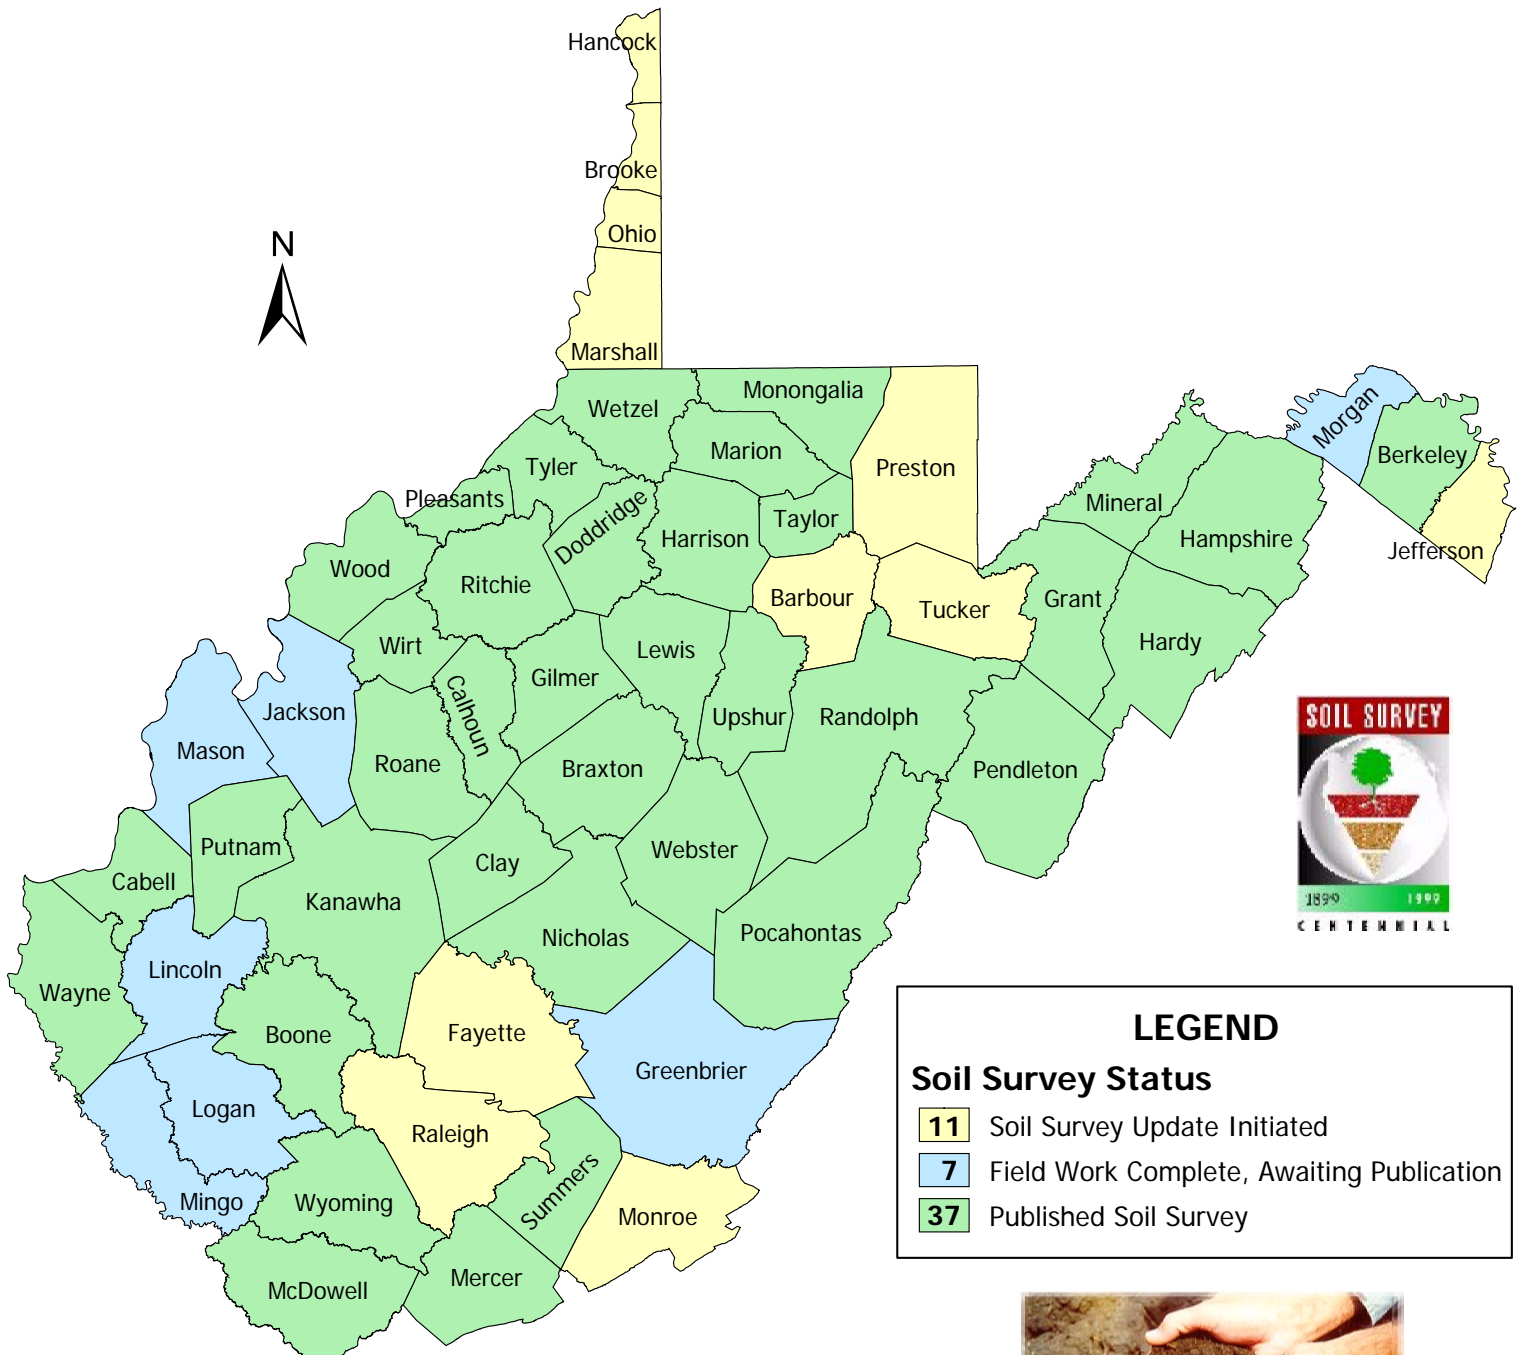 Hancock
Brooke
N
Ohio
Marshall
Wetzel
Monongalia
Morgan
Marion
Berkeley
Tyler
Preston
Pleasants
Doddridge
Mineral
Taylor
Harrison
Hampshire
Jefferson
Wood
Ritchie
Barbour
Tucker
Grant
Wirt
Lewis
Hardy
Gilmer
Calhoun
Jackson
Upshur
Randolph
SOIL SURVEY
Mason
Roane
Braxton
Pendleton
Putnam
Webster
Clay
Cabell
Kanawha
1899 1999
CENTENNIAL
Nicholas
Pocahontas
Lincoln
Wayne
Boone
Fayette
Greenbrier
Logan
Raleigh
Summers
Mingo
Wyoming
Monroe
Mercer
McDowell
LEGEND
Soil Survey Status
11 Soil Survey Update Initiated
7 Field Work Complete, Awaiting Publication
37 Published Soil Survey